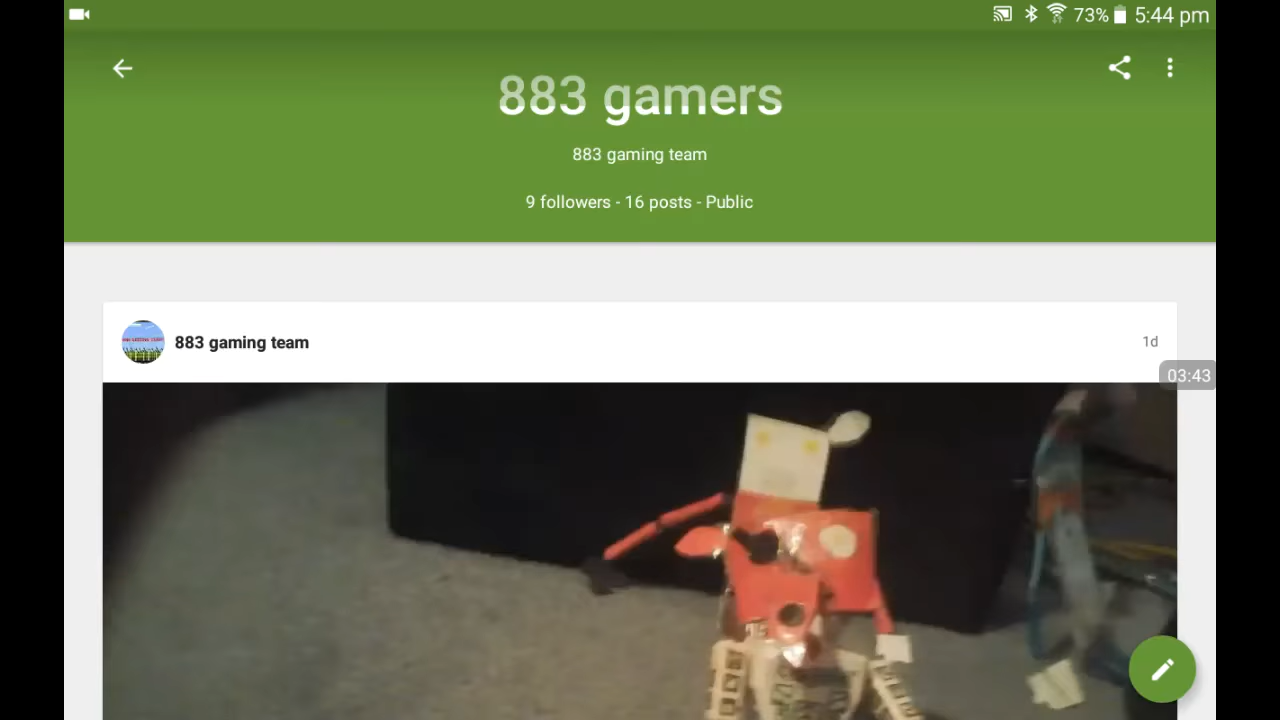 73% 5:44 pm
883 gamers
883 gaming team
9 followers - 16 posts - Public
883 gaming team
1d
03:43